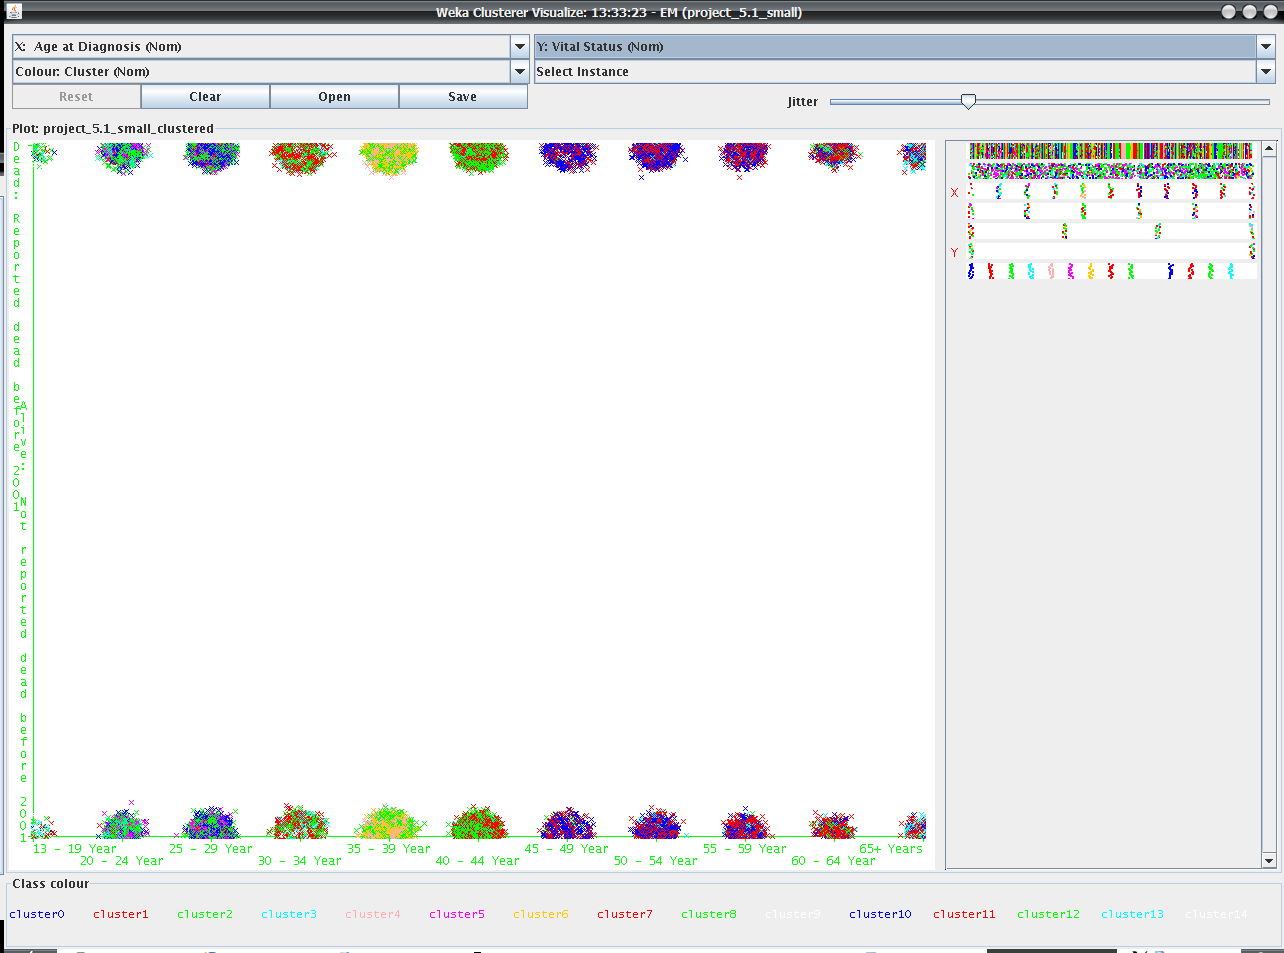 Weka Clusterer Visualize: 13:33:23 - EM (project_5.1_small)
X: Age at Diagnosis (Nom)
Y: Vital Status (Nom)
Colour: Cluster (Nom)
Select Instance
Reset
Clear
Open
Save
Jitter
Plot: project_5.1_small_clustered
Dead: Reported dead before 2001
Alive: Not reported dead before 2001
X
Y
13 - 19 Year
20 - 24 Year
25 - 29 Year
30 - 34 Year
35 - 39 Year
40 - 44 Year
45 - 49 Year
50 - 54 Year
55 - 59 Year
60 - 64 Year
65+ Years
Class colour
cluster0 cluster1 cluster2 cluster3 cluster4 cluster5 cluster6 cluster7 cluster8 cluster9 cluster10 cluster11 cluster12 cluster13 cluster14